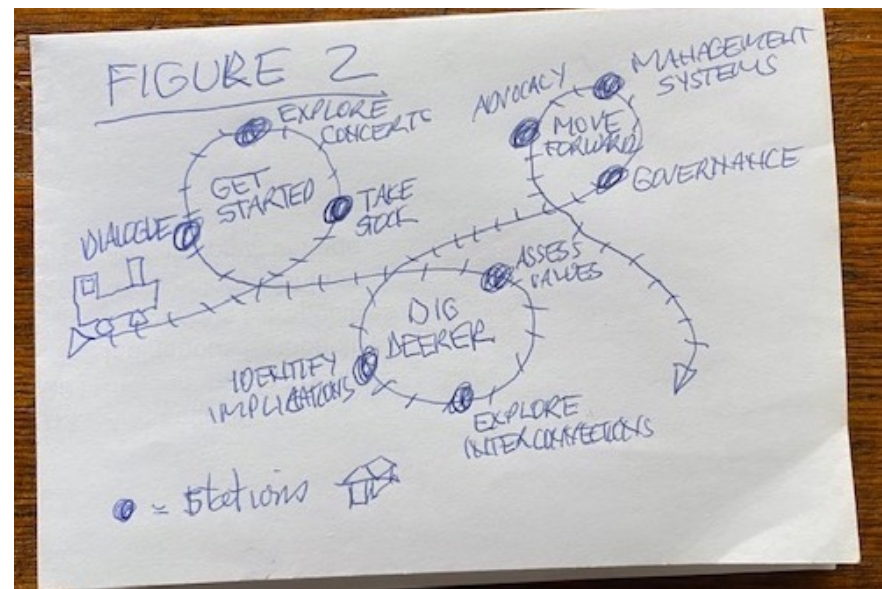 FIGURE 2
EXPLORE
CONCEPTS
GET
STARTED
TAKE
STOCK
DIALOGUE
ADVOCACY
MANAGEMENT
SYSTEMS
MOVE
FORWARD
GOVERNANCE
ASSESS
VALUES
DIG
DEEPER
IDENTIFY
IMPLICATIONS
EXPLORE
INTERCONNECTIONS
= Stations